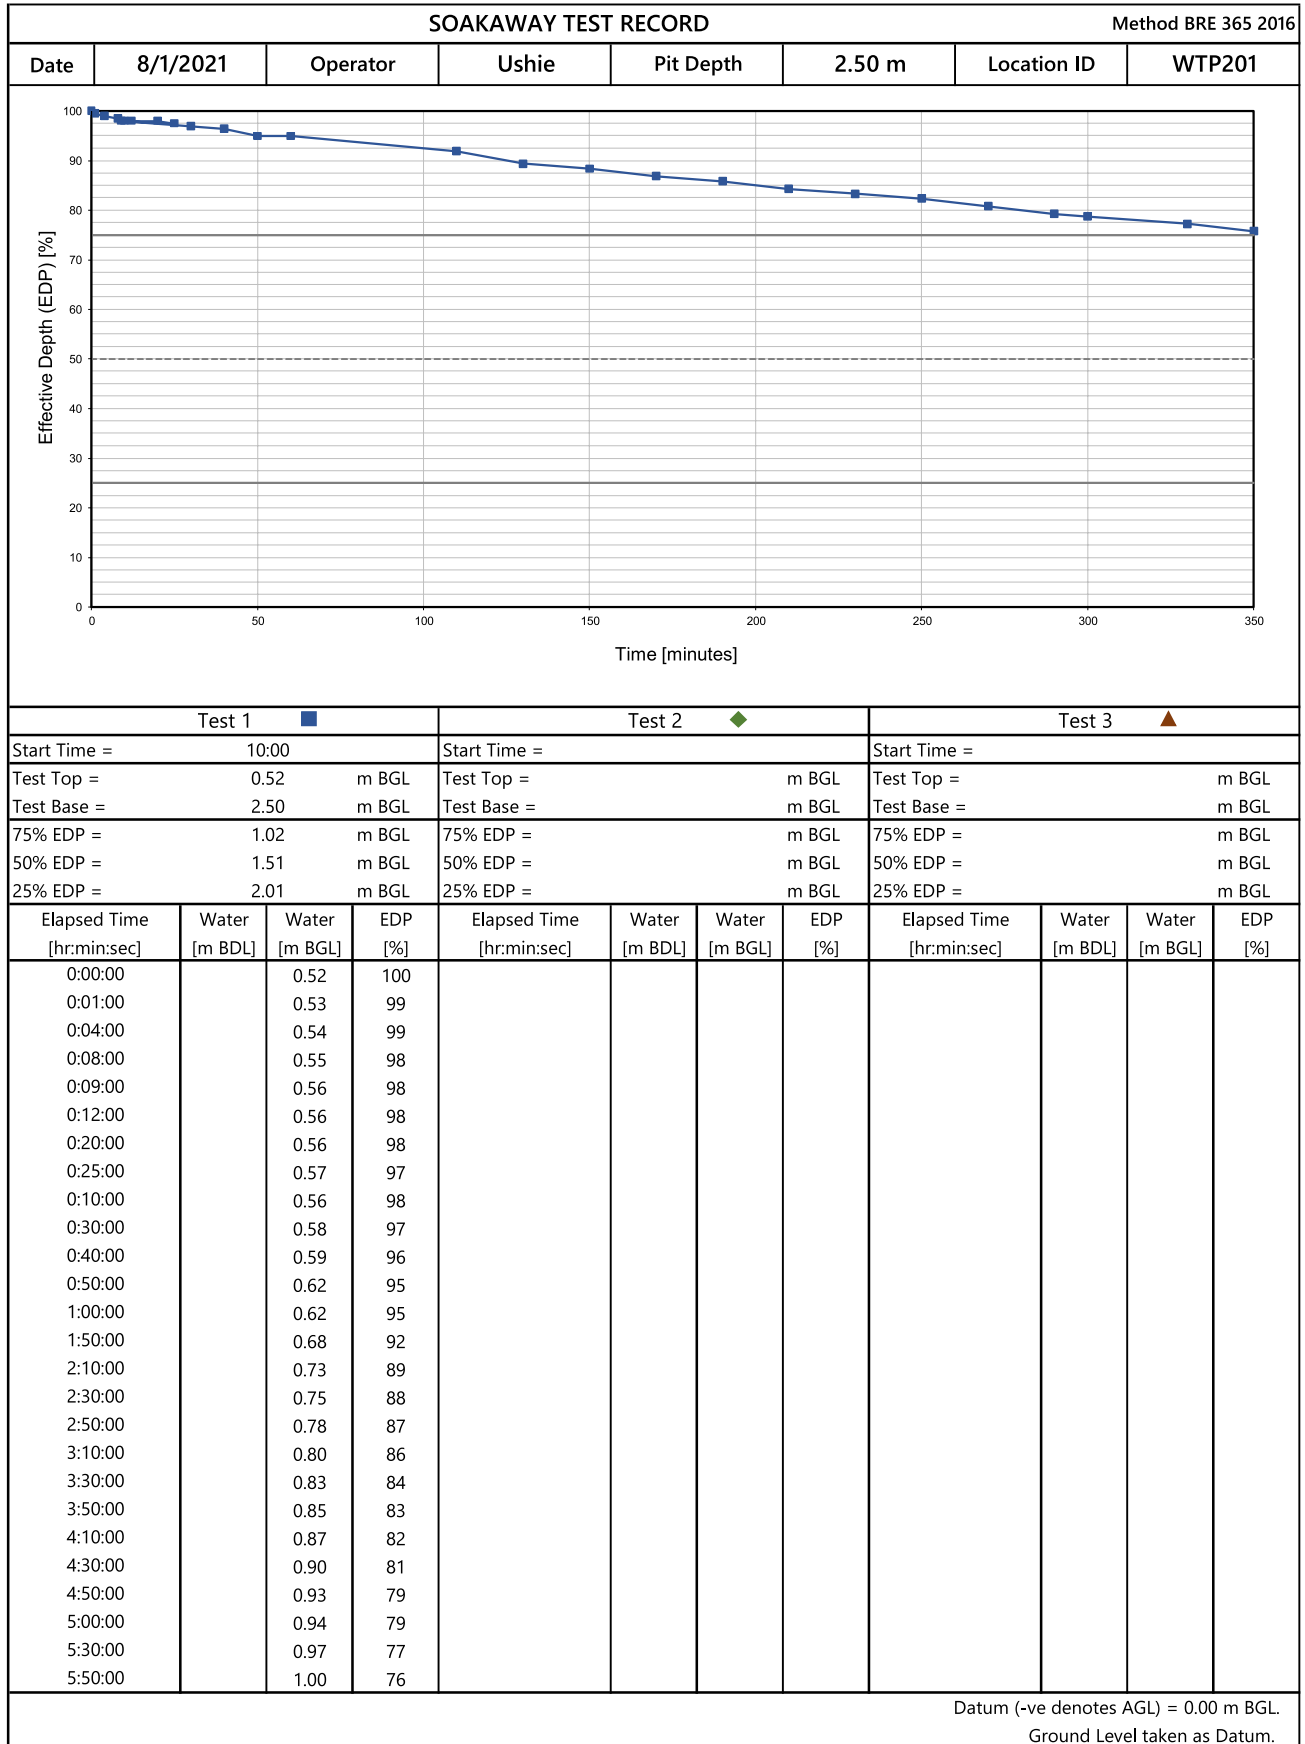 SOAKAWAY TEST RECORD Method BRE 365 2016
Date 8/1/2021 Operator Ushie Pit Depth 2.50 m Location ID WTP201
100
90
80
70
60
50
40
30
20
10
0
Effective Depth (EDP) [%]
0 50 100 150 200 250 300 350
Time [minutes]
Test 1 Test 2 Test 3
Start Time = 10:00 Start Time = Start Time =
Test Top = 0.52 m BGL Test Top = m BGL Test Top = m BGL
Test Base = 2.50 m BGL Test Base = m BGL Test Base = m BGL
75% EDP = 1.02 m BGL 75% EDP = m BGL 75% EDP = m BGL
50% EDP = 1.51 m BGL 50% EDP = m BGL 50% EDP = m BGL
25% EDP = 2.01 m BGL 25% EDP = m BGL 25% EDP = m BGL
Elapsed Time Water Water EDP Elapsed Time Water Water EDP Elapsed Time Water Water EDP
[hr:min:sec] [m BDL] [m BGL] [%] [hr:min:sec] [m BDL] [m BGL] [%] [hr:min:sec] [m BDL] [m BGL] [%]
0:00:00 0.52 100
0:01:00 0.53 99
0:04:00 0.54 99
0:08:00 0.55 98
0:09:00 0.56 98
0:12:00 0.56 98
0:20:00 0.56 98
0:25:00 0.57 97
0:10:00 0.56 98
0:30:00 0.58 97
0:40:00 0.59 96
0:50:00 0.62 95
1:00:00 0.62 95
1:50:00 0.68 92
2:10:00 0.73 89
2:30:00 0.75 88
2:50:00 0.78 87
3:10:00 0.80 86
3:30:00 0.83 84
3:50:00 0.85 83
4:10:00 0.87 82
4:30:00 0.90 81
4:50:00 0.93 79
5:00:00 0.94 79
5:30:00 0.97 77
5:50:00 1.00 76
Datum (-ve denotes AGL) = 0.00 m BGL.
Ground Level taken as Datum.